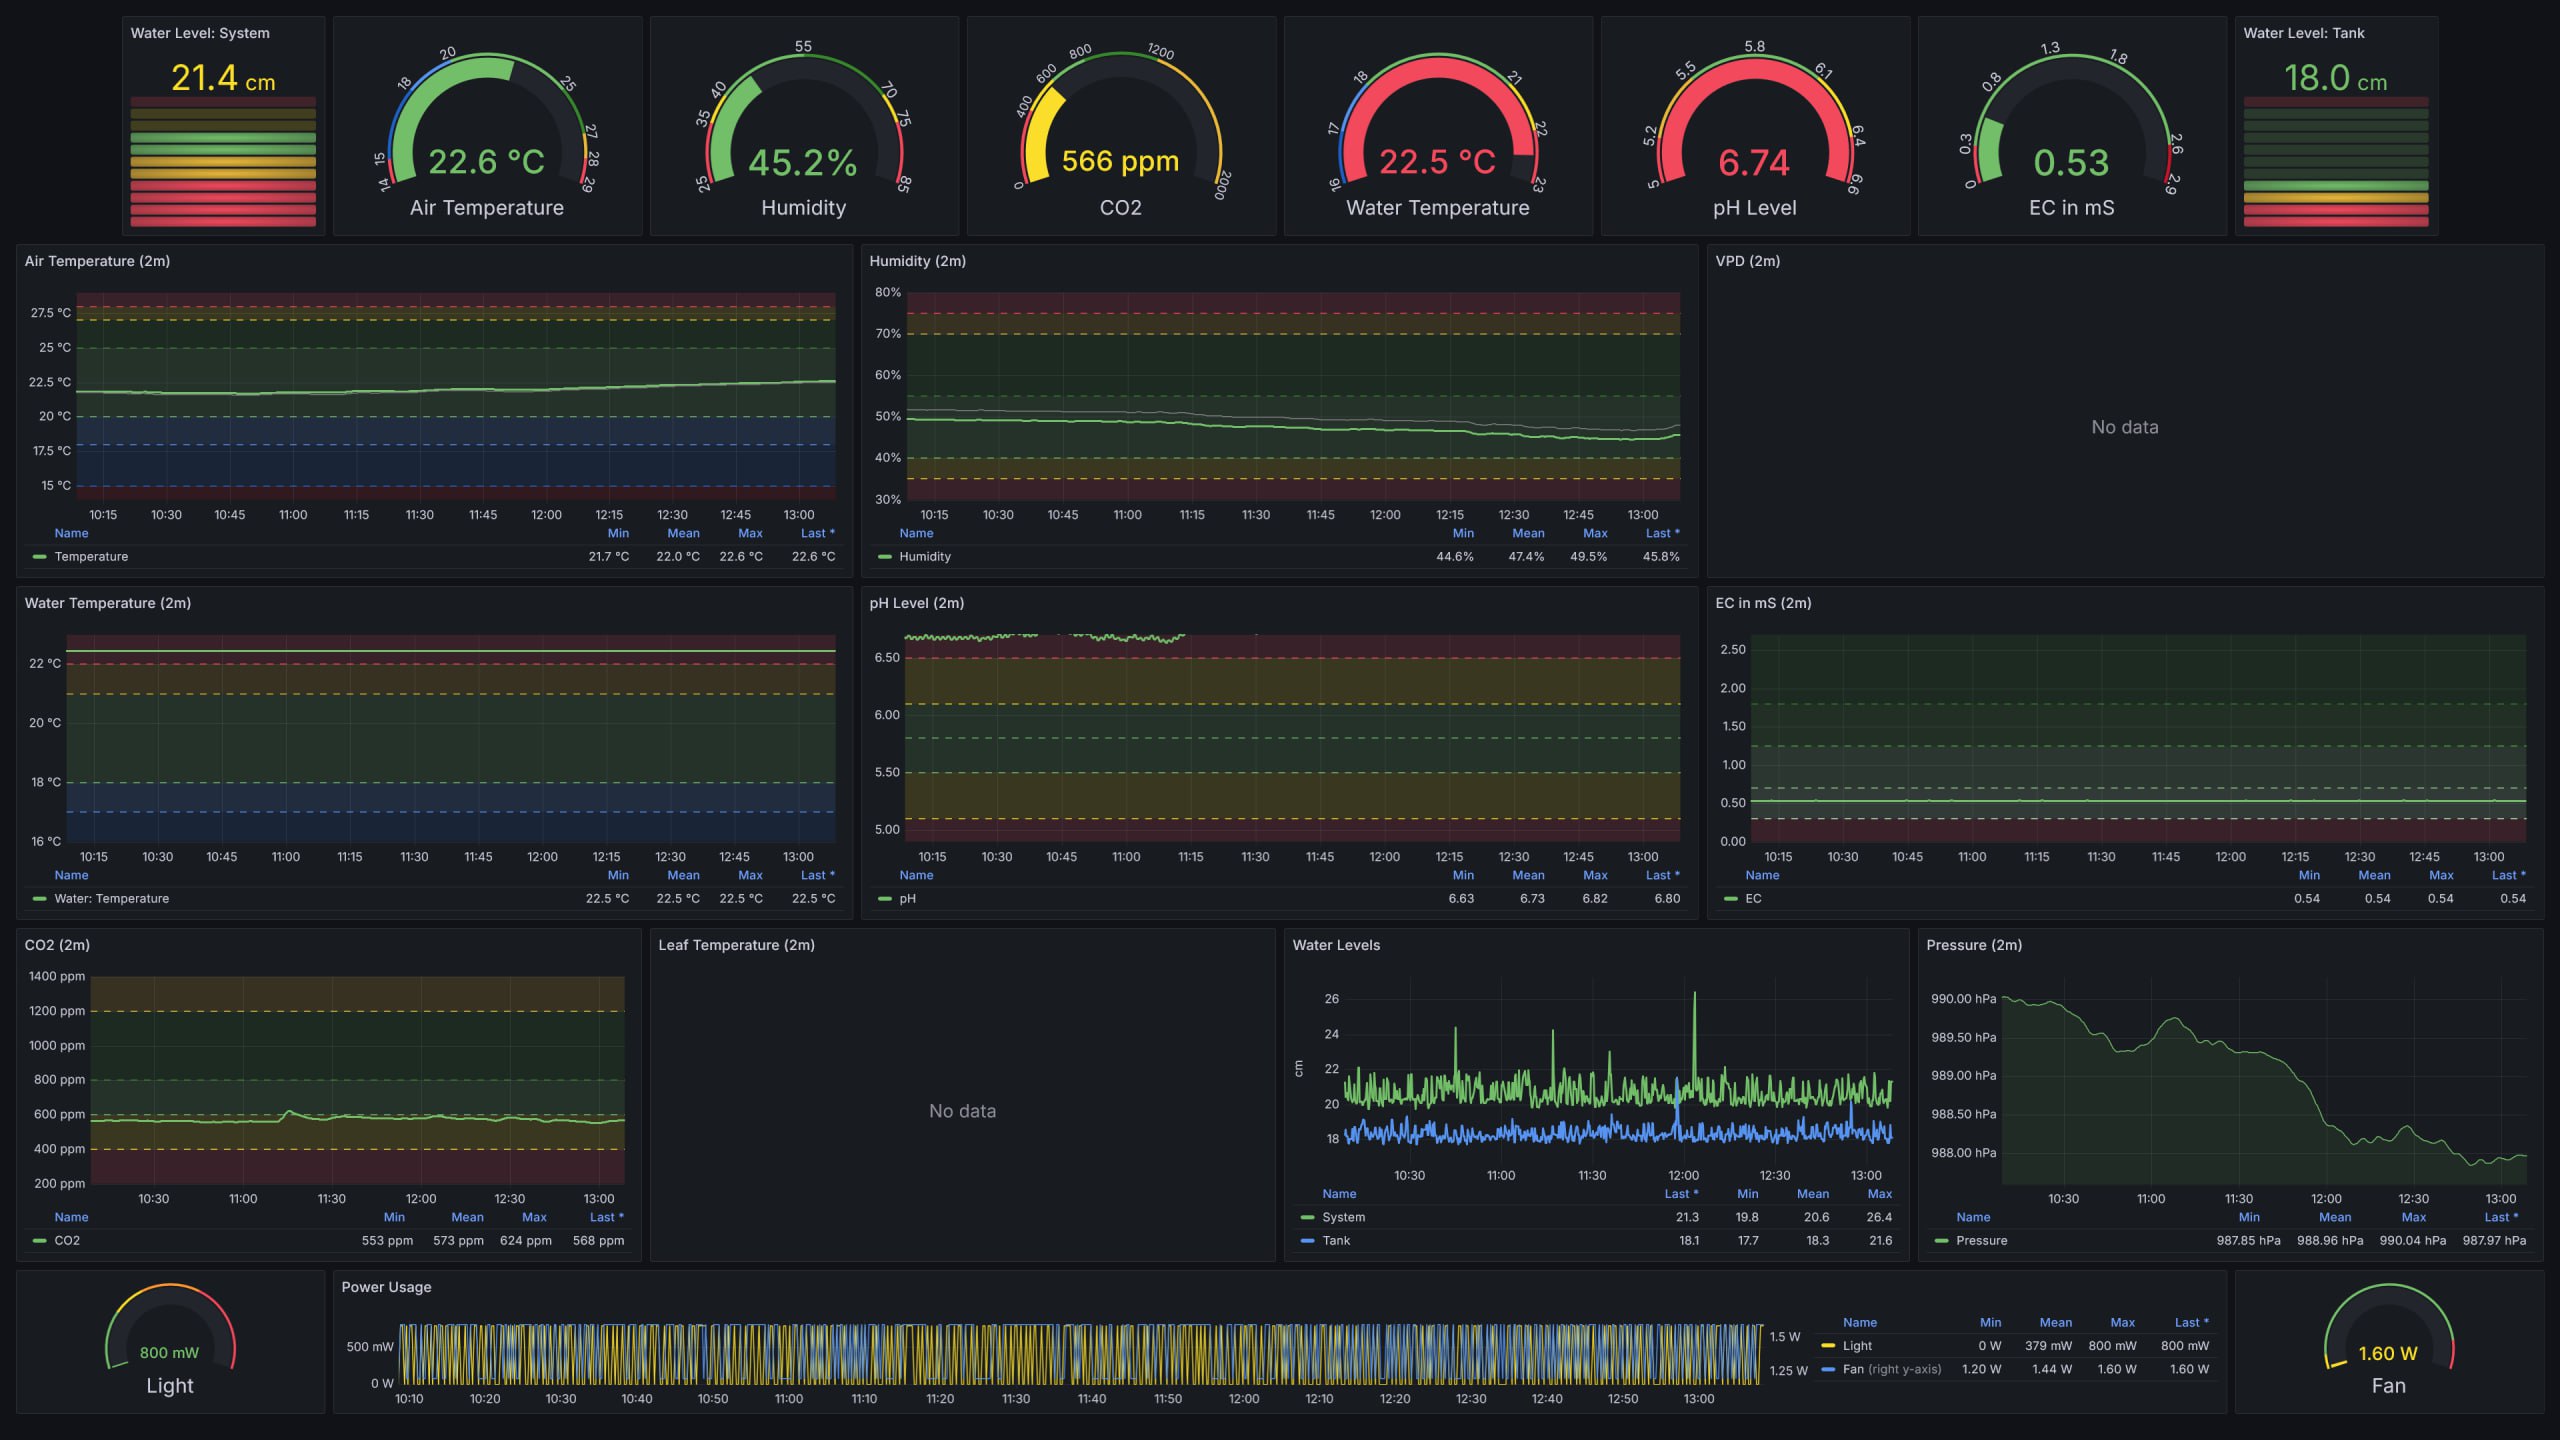 Water Level: System
21.4 cm
14 15 18 20 25 27 28 29
22.6 °C
Air Temperature
25 35 40 55 70 75 85
45.2%
Humidity
0 400 600 800 1200 2000
566 ppm
CO2
16 17 18 21 22 23
22.5 °C
Water Temperature
5 5.2 5.5 5.8 6.1 6.4 6.6
6.74
pH Level
0 0.3 0.8 1.3 1.8 2.6 2.9
0.53
EC in mS
Water Level: Tank
18.0 cm
Air Temperature (2m)
27.5 °C
25 °C
22.5 °C
20 °C
17.5 °C
15 °C
10:15 10:30 10:45 11:00 11:15 11:30 11:45 12:00 12:15 12:30 12:45 13:00
Name Min Mean Max Last *
Temperature 21.7 °C 22.0 °C 22.6 °C 22.6 °C
Humidity (2m)
80%
70%
60%
50%
40%
30%
10:15 10:30 10:45 11:00 11:15 11:30 11:45 12:00 12:15 12:30 12:45 13:00
Name Min Mean Max Last *
Humidity 44.6% 47.4% 49.5% 45.8%
VPD (2m)
No data
Water Temperature (2m)
22 °C
20 °C
18 °C
16 °C
10:15 10:30 10:45 11:00 11:15 11:30 11:45 12:00 12:15 12:30 12:45 13:00
Name Min Mean Max Last *
Water: Temperature 22.5 °C 22.5 °C 22.5 °C 22.5 °C
pH Level (2m)
6.50
6.00
5.50
5.00
10:15 10:30 10:45 11:00 11:15 11:30 11:45 12:00 12:15 12:30 12:45 13:00
Name Min Mean Max Last *
pH 6.63 6.73 6.82 6.80
EC in mS (2m)
2.50
2.00
1.50
1.00
0.50
0.00
10:15 10:30 10:45 11:00 11:15 11:30 11:45 12:00 12:15 12:30 12:45 13:00
Name Min Mean Max Last *
EC 0.54 0.54 0.54 0.54
CO2 (2m)
1400 ppm
1200 ppm
1000 ppm
800 ppm
600 ppm
400 ppm
200 ppm
10:30 11:00 11:30 12:00 12:30 13:00
Name Min Mean Max Last *
CO2 553 ppm 573 ppm 624 ppm 568 ppm
Leaf Temperature (2m)
No data
Water Levels
cm
26
24
22
20
18
10:30 11:00 11:30 12:00 12:30 13:00
Name Last * Min Mean Max
System 21.3 19.8 20.6 26.4
Tank 18.1 17.7 18.3 21.6
Pressure (2m)
990.00 hPa
989.50 hPa
989.00 hPa
988.50 hPa
988.00 hPa
10:30 11:00 11:30 12:00 12:30 13:00
Name Min Mean Max Last *
Pressure 987.85 hPa 988.96 hPa 990.04 hPa 987.97 hPa
800 mW
Light
Power Usage
500 mW
0 W
1.5 W
1.25 W
10:10 10:20 10:30 10:40 10:50 11:00 11:10 11:20 11:30 11:40 11:50 12:00 12:10 12:20 12:30 12:40 12:50 13:00
Name Min Mean Max Last *
Light 0 W 379 mW 800 mW 800 mW
Fan (right y-axis) 1.20 W 1.44 W 1.60 W 1.60 W
1.60 W
Fan